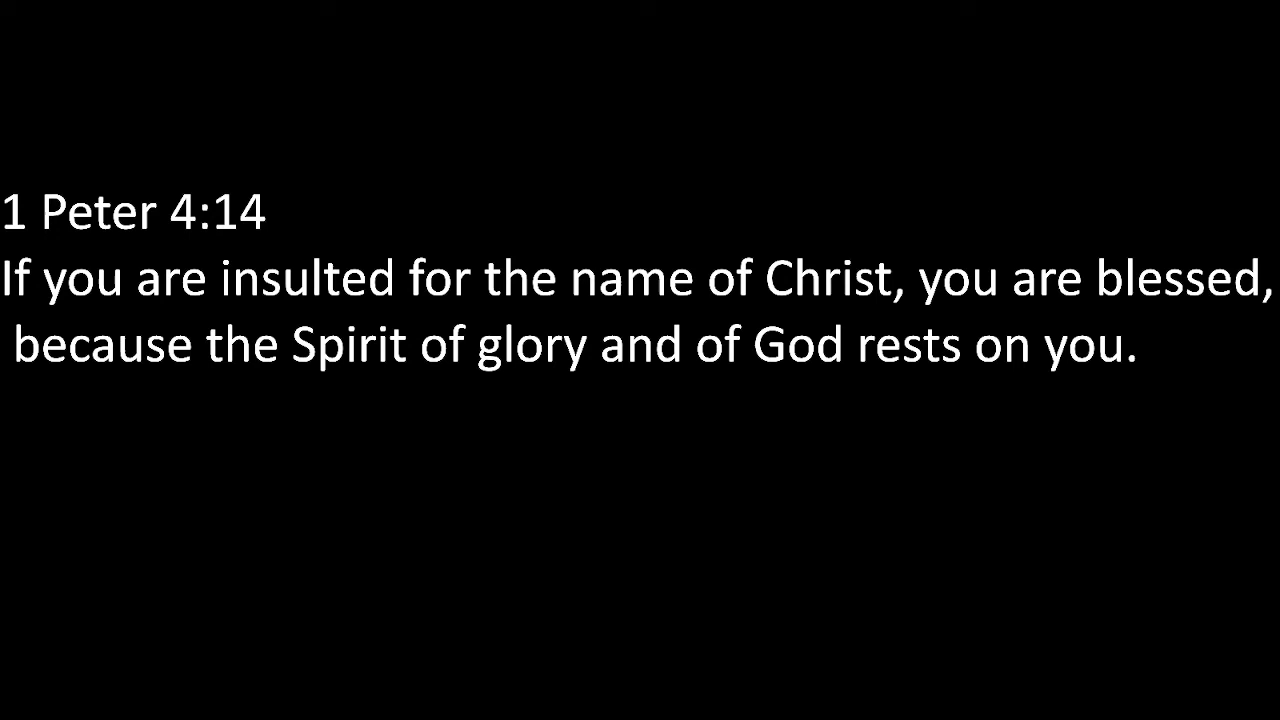 1 Peter 4:14
If you are insulted for the name of Christ, you are blessed,
because the Spirit of glory and of God rests on you.